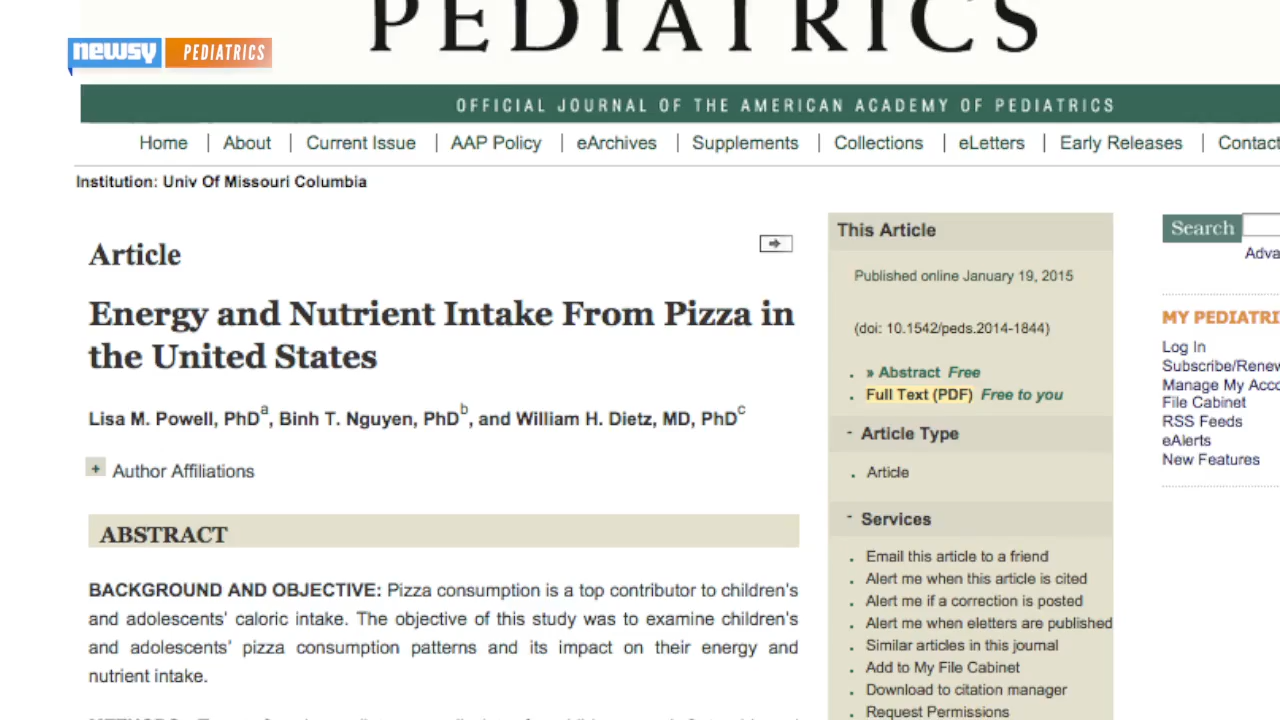 PEDIATRICS
newsy PEDIATRICS
OFFICIAL JOURNAL OF THE AMERICAN ACADEMY OF PEDIATRICS
Home | About | Current Issue | AAP Policy | eArchives | Supplements | Collections | eLetters | Early Releases | Contact
Institution: Univ Of Missouri Columbia
Article
Energy and Nutrient Intake From Pizza in
the United States
Lisa M. Powell, PhDa, Binh T. Nguyen, PhDb, and William H. Dietz, MD, PhDc
+ Author Affiliations
ABSTRACT
BACKGROUND AND OBJECTIVE: Pizza consumption is a top contributor to children's
and adolescents' caloric intake. The objective of this study was to examine children's
and adolescents' pizza consumption patterns and its impact on their energy and
nutrient intake.
This Article
Published online January 19, 2015
(doi: 10.1542/peds.2014-1844)
» Abstract Free
Full Text (PDF) Free to you
- Article Type
Article
- Services
Email this article to a friend
Alert me when this article is cited
Alert me if a correction is posted
Alert me when eletters are published
Similar articles in this journal
Add to My File Cabinet
Download to citation manager
Request Permissions
Search
Adva
MY PEDIATRI
Log In
Subscribe/Renew
Manage My Acco
File Cabinet
RSS Feeds
eAlerts
New Features